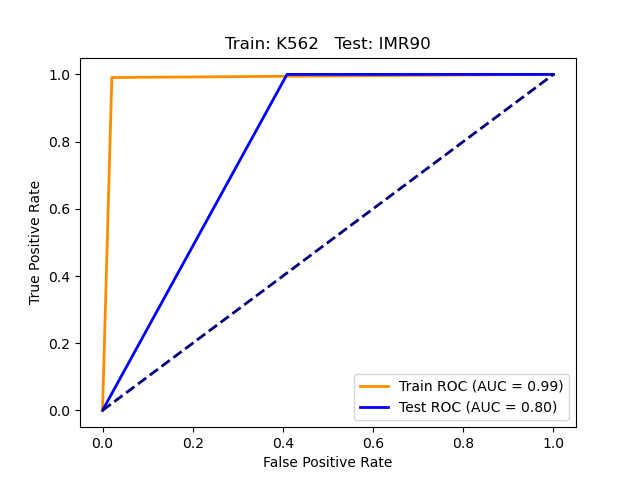 Train: K562   Test: IMR90
1.0
0.8
0.6
0.4
0.2
0.0
True Positive Rate
0.0 0.2 0.4 0.6 0.8 1.0
False Positive Rate
Train ROC (AUC = 0.99)
Test ROC (AUC = 0.80)